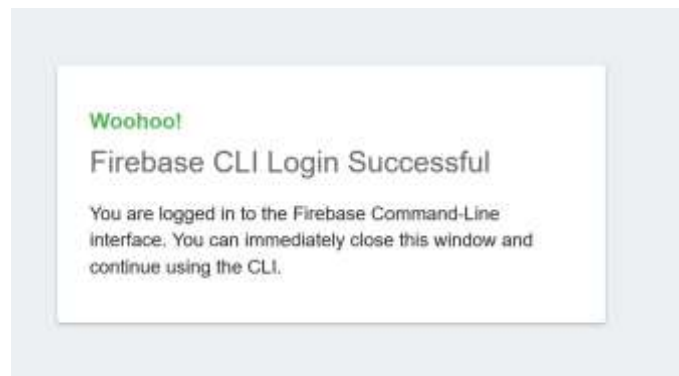 Woohoo!
Firebase CLI Login Successful
You are logged in to the Firebase Command-Line
interface. You can immediately close this window and
continue using the CLI.